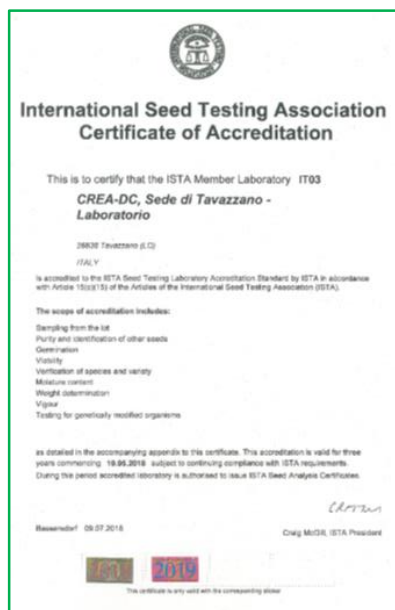 International Seed Testing Association
Certificate of Accreditation
This is to certify that the ISTA Member Laboratory IT03
CREA-DC, Sede di Tavazzano -
Laboratorio
Tavazzano (LO)
ITALY
is accredited to the ISTA Seed Testing Laboratory Accreditation Standard by ISTA in accordance
with Article of the Articles of the International Seed Testing Association (ISTA).
The scope of accreditation includes:
Sampling from the lot
Purity and identification of other seeds
Germination
Viability
Verification of species and variety
Moisture content
Weight determination
Vigour
Testing for genetically modified organisms
as detailed in the accompanying appendix to this certificate. This accreditation is valid for three
years commencing subject to continuing compliance with ISTA requirements.
During this period accredited laboratory is authorised to issue ISTA Seed Analysis Certificates.
Bassersdorf 09.07.2018
Craig McGill, ISTA President
2019
This certificate is only valid with the corresponding sticker